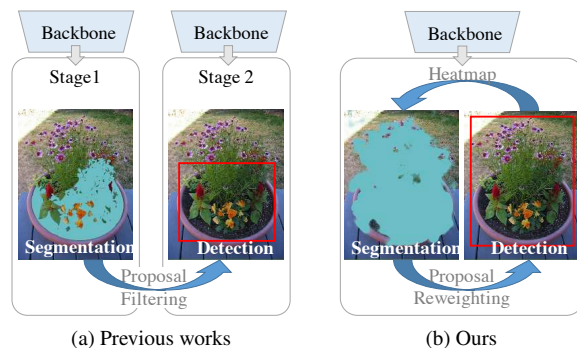 Backbone
Backbone
Backbone
Stage1
Stage 2
Heatmap
Segmentation
Detection
Segmentation
Detection
Proposal
Filtering
Proposal
Reweighting
(a) Previous works
(b) Ours